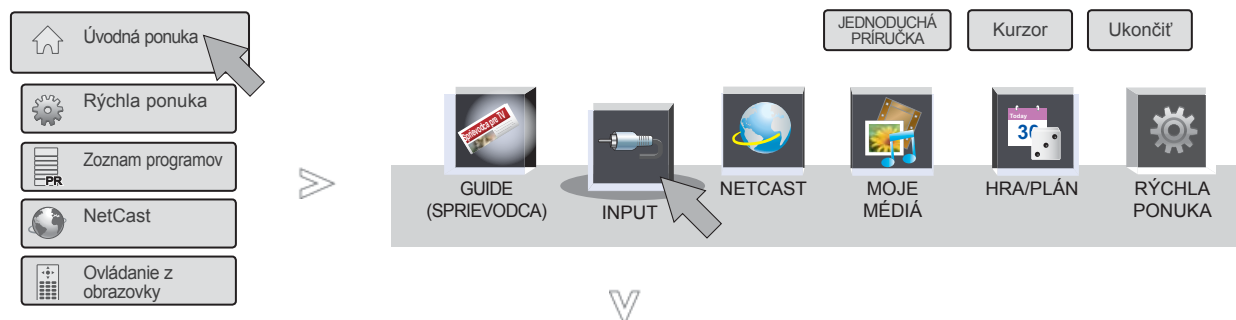 Úvodná ponuka
Rýchla ponuka
Zoznam programov
PR
NetCast
Ovládanie z
obrazovky
JEDNODUCHÁ
PRÍRUČKA
Kurzor
Ukončiť
Sprievodca pre TV
Today
30
GUIDE
(SPRIEVODCA)
INPUT
NETCAST
MOJE
MÉDIÁ
HRA/PLÁN
RÝCHLA
PONUKA